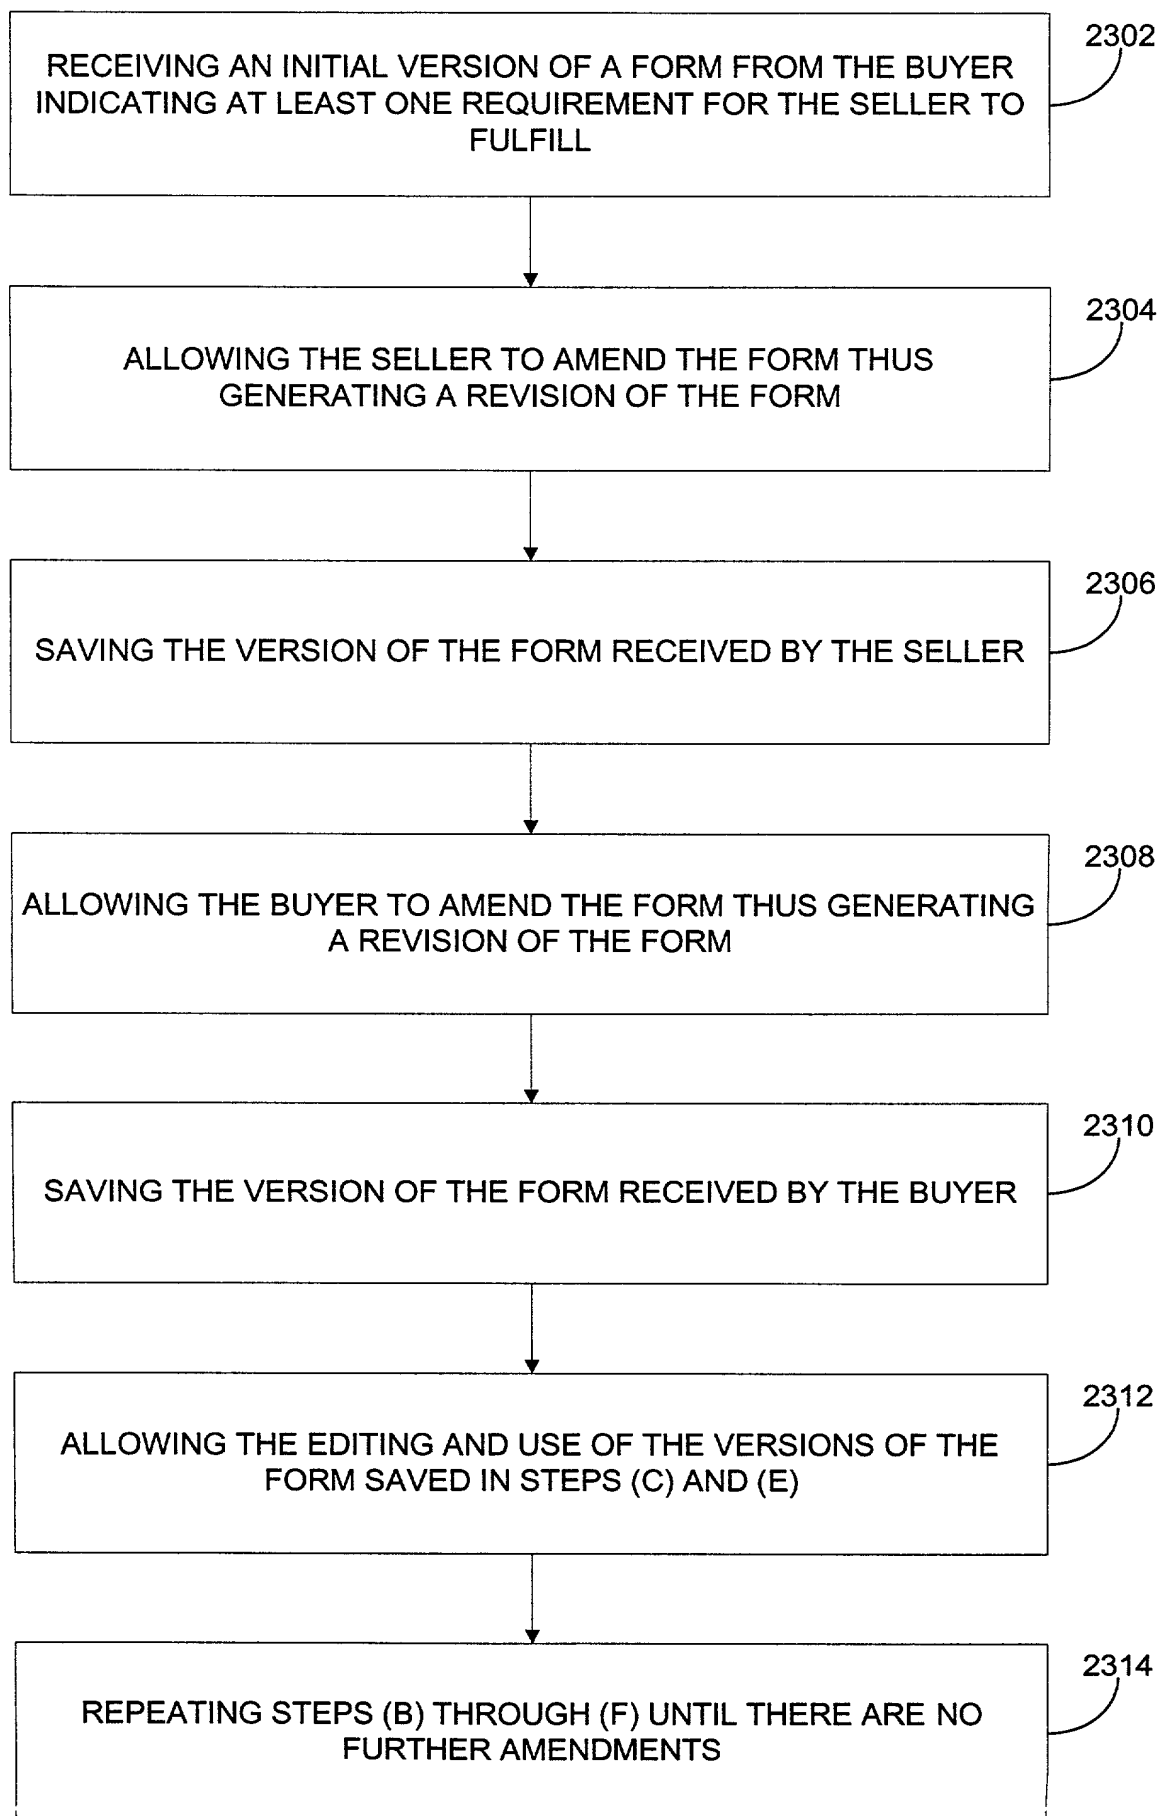 2302
RECEIVING AN INITIAL VERSION OF A FORM FROM THE BUYER
INDICATING AT LEAST ONE REQUIREMENT FOR THE SELLER TO
FULFILL
2304
ALLOWING THE SELLER TO AMEND THE FORM THUS
GENERATING A REVISION OF THE FORM
2306
SAVING THE VERSION OF THE FORM RECEIVED BY THE SELLER
2308
ALLOWING THE BUYER TO AMEND THE FORM THUS GENERATING
A REVISION OF THE FORM
2310
SAVING THE VERSION OF THE FORM RECEIVED BY THE BUYER
2312
ALLOWING THE EDITING AND USE OF THE VERSIONS OF THE
FORM SAVED IN STEPS (C) AND (E)
2314
REPEATING STEPS (B) THROUGH (F) UNTIL THERE ARE NO
FURTHER AMENDMENTS